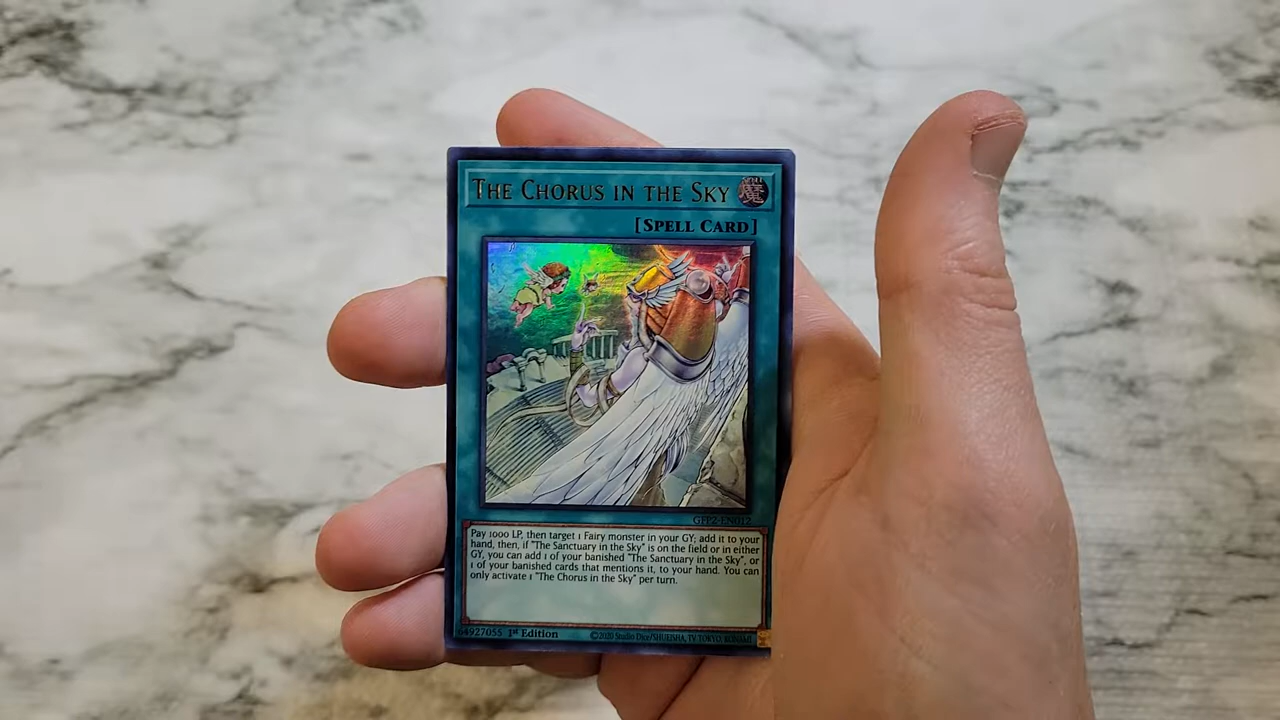 THE CHORUS IN THE SKY
[SPELL CARD]
GFP2-EN012
Pay 1000 LP, then target 1 Fairy monster in your GY; add it to your
hand, then, if "The Sanctuary in the Sky" is on the field or in either
GY, you can add 1 of your banished "The Sanctuary in the Sky", or
1 of your banished cards that mentions it, to your hand. You can
only activate 1 "The Chorus in the Sky" per turn.
64927055 1st Edition ©2020 Studio Dice/SHUEISHA, TV TOKYO, KONAMI